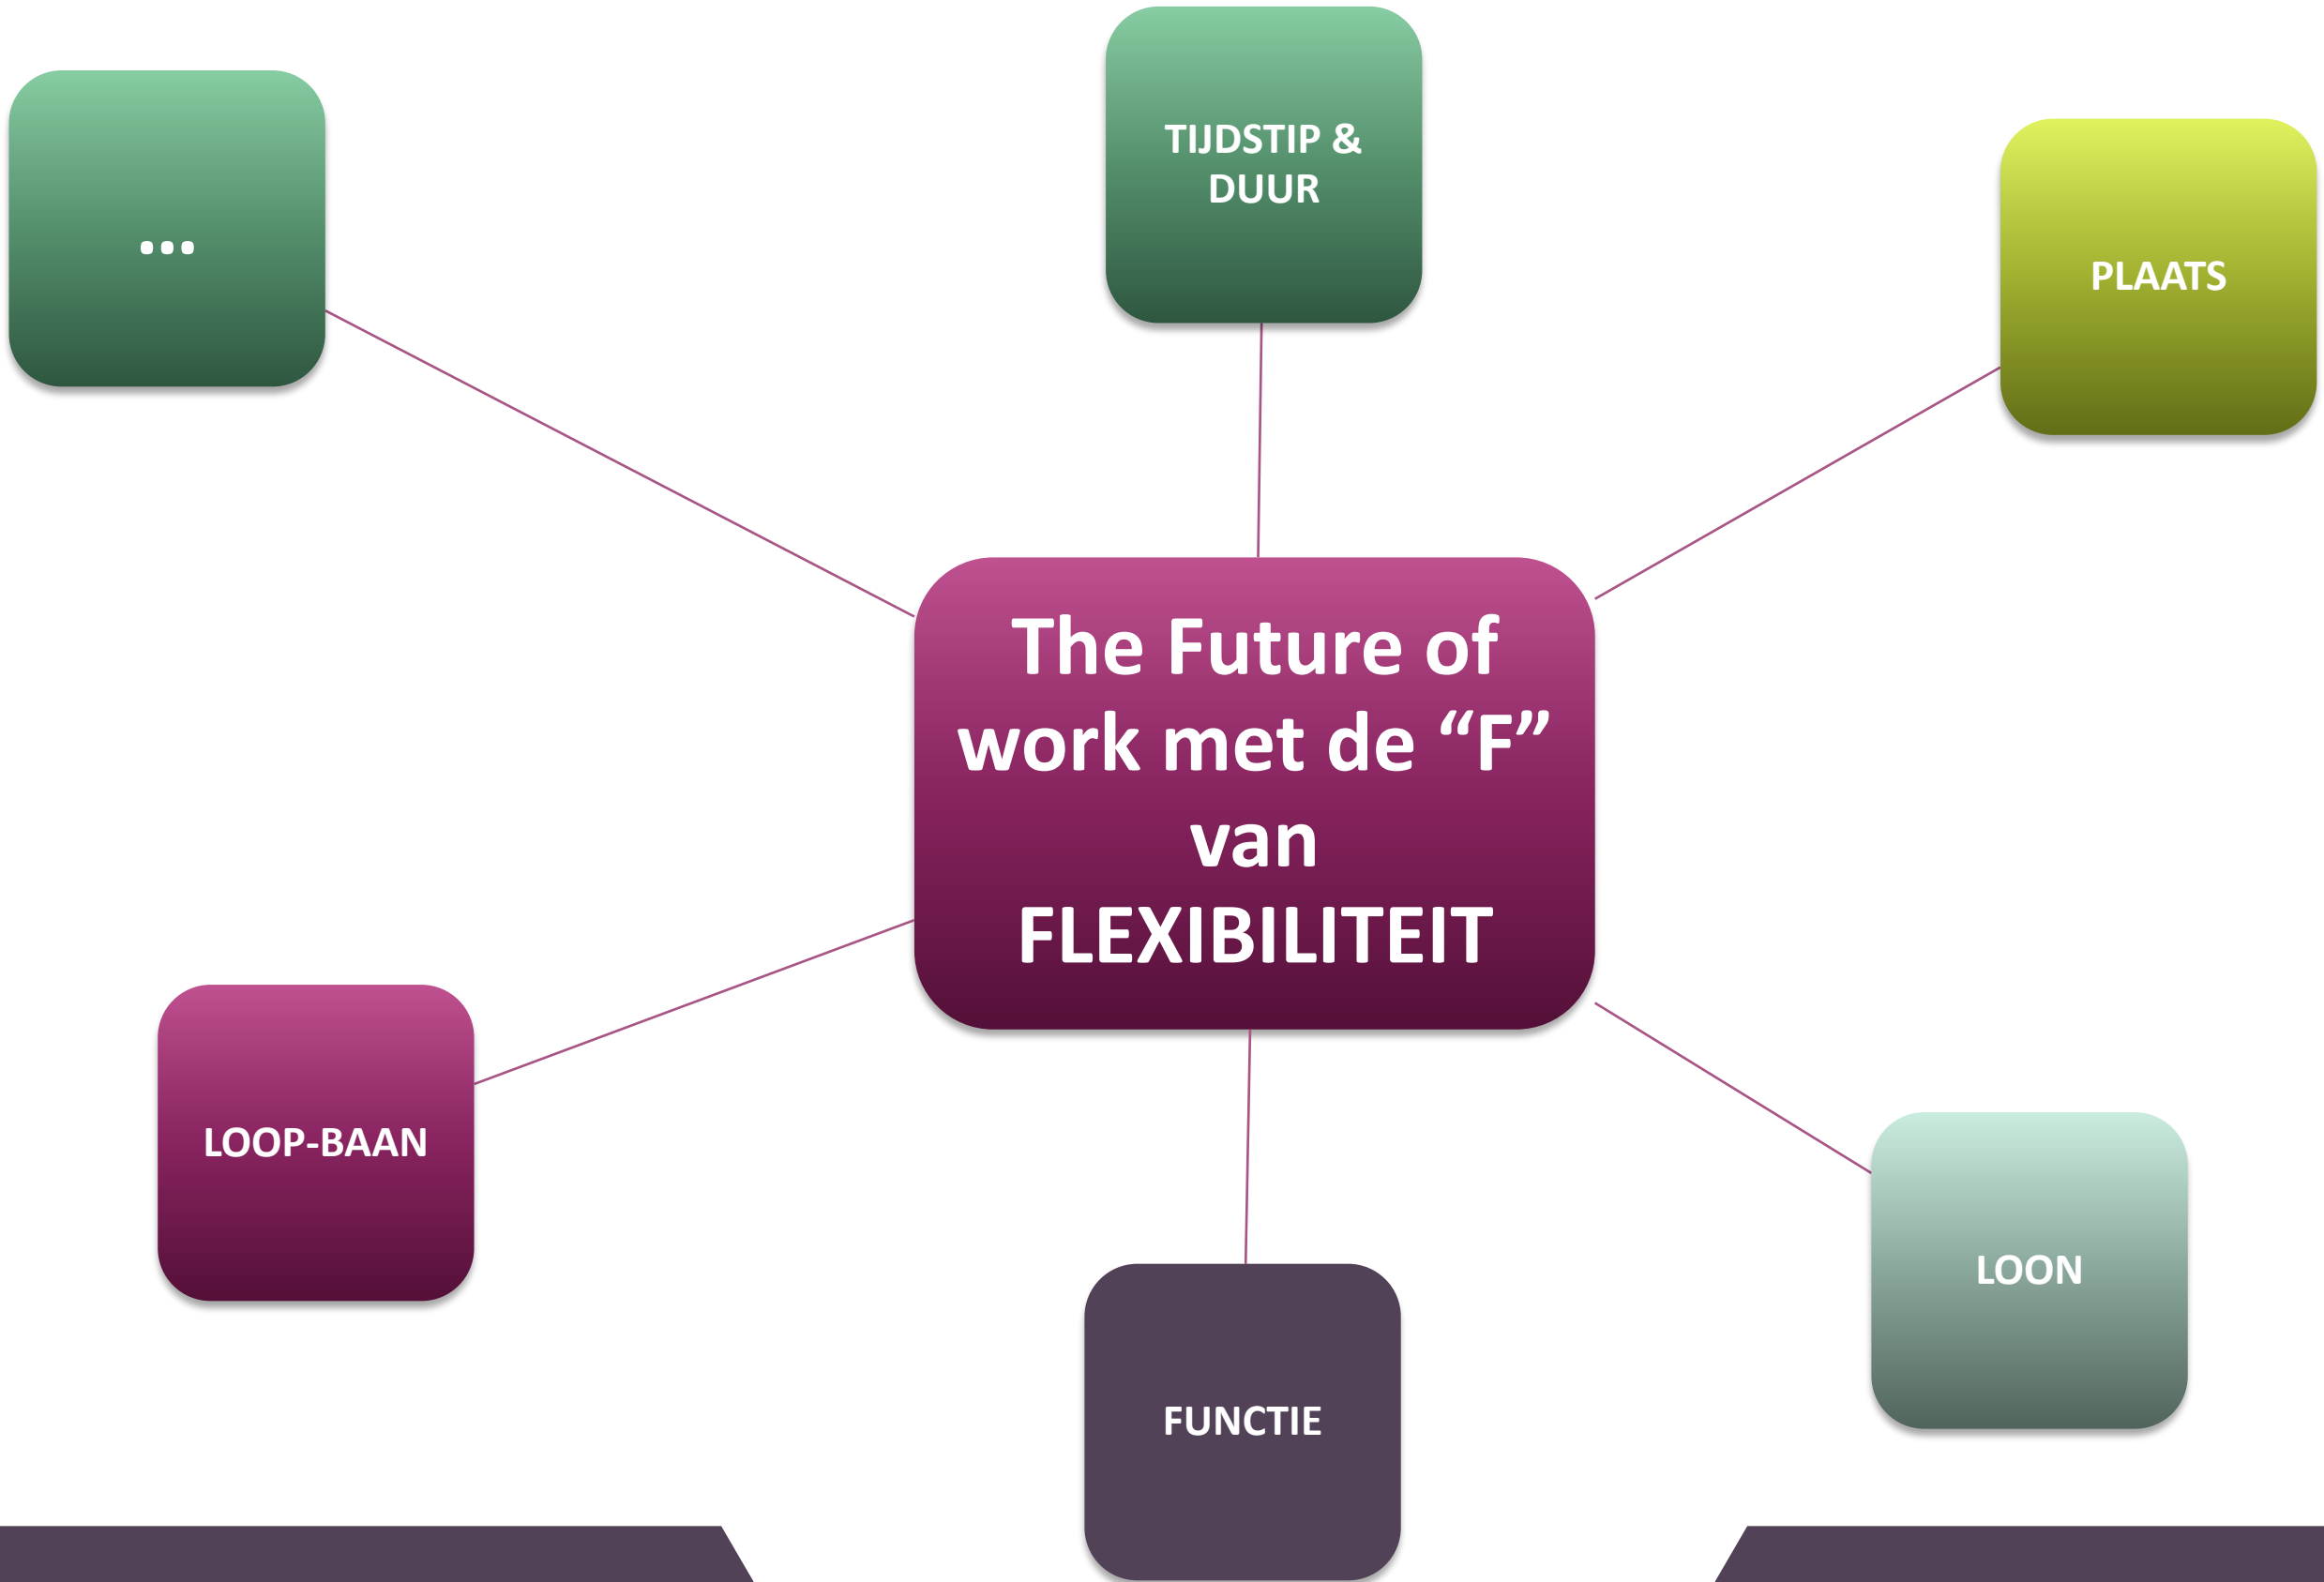 TIJDSTIP &
DUUR
...
PLAATS
The Future of
work met de “F”
van
FLEXIBILITEIT
LOOP-BAAN
LOON
FUNCTIE